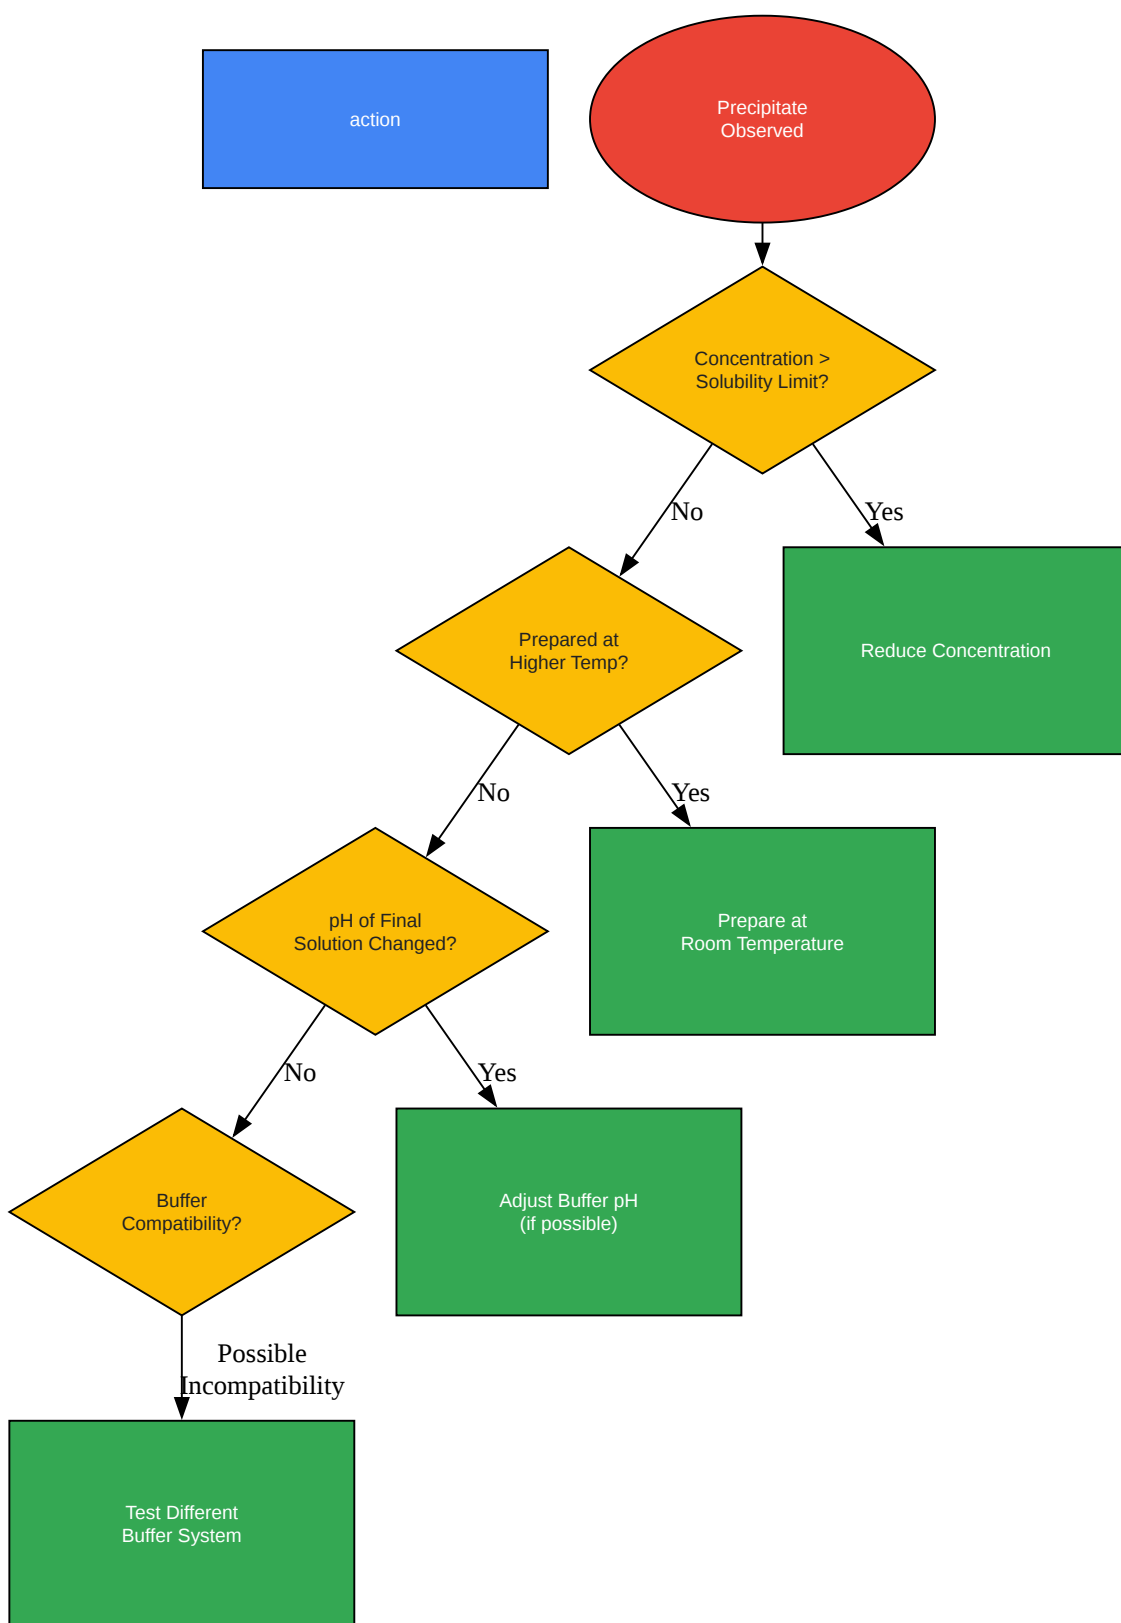 action
Precipitate
Observed
Concentration >
Solubility Limit?
No
Yes
Prepared at
Higher Temp?
Reduce Concentration
No
Yes
pH of Final
Solution Changed?
Prepare at
Room Temperature
No
Yes
Buffer
Compatibility?
Adjust Buffer pH
(if possible)
Possible
Incompatibility
Test Different
Buffer System